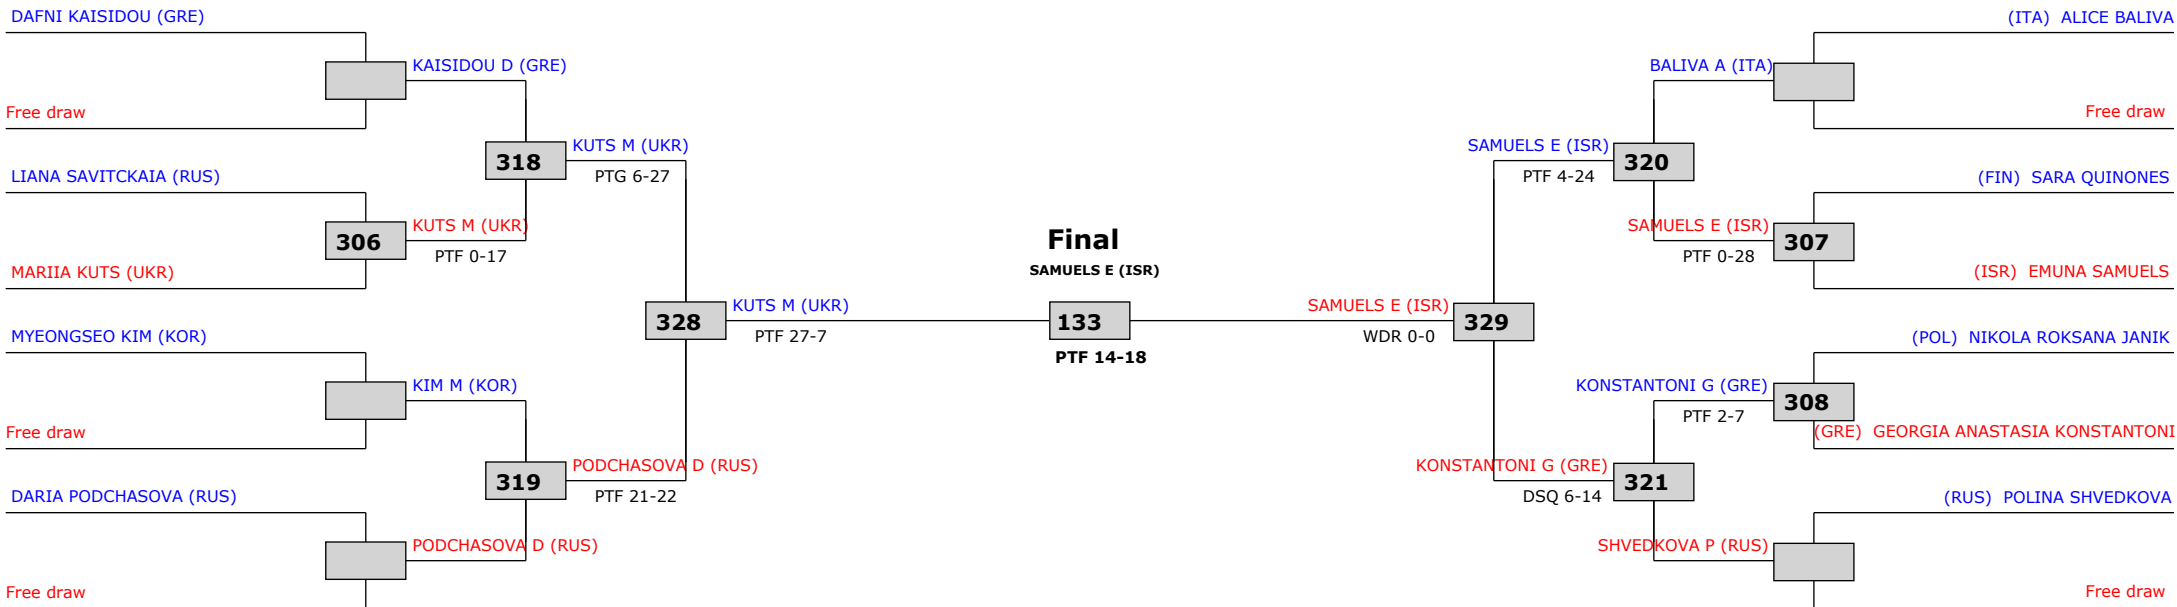 DAFNI KAISIDOU (GRE)
(ITA) ALICE BALIVA
KAISIDOU D (GRE)
BALIVA A (ITA)
Free draw
Free draw
318
KUTS M (UKR)
PTG 6-27
SAMUELS E (ISR)
PTF 4-24
320
LIANA SAVITCKAIA (RUS)
(FIN) SARA QUINONES
306
KUTS M (UKR)
PTF 0-17
SAMUELS E (ISR)
PTF 0-28
307
MARIIA KUTS (UKR)
(ISR) EMUNA SAMUELS
Final
SAMUELS E (ISR)
328
KUTS M (UKR)
PTF 27-7
133
PTF 14-18
SAMUELS E (ISR)
WDR 0-0
329
MYEONGSEO KIM (KOR)
(POL) NIKOLA ROKSANA JANIK
KIM M (KOR)
KONSTANTONI G (GRE)
PTF 2-7
308
Free draw
(GRE) GEORGIA ANASTASIA KONSTANTONI
319
PODCHASOVA D (RUS)
PTF 21-22
KONSTANTONI G (GRE)
DSQ 6-14
321
DARIA PODCHASOVA (RUS)
(RUS) POLINA SHVEDKOVA
PODCHASOVA D (RUS)
SHVEDKOVA P (RUS)
Free draw
Free draw